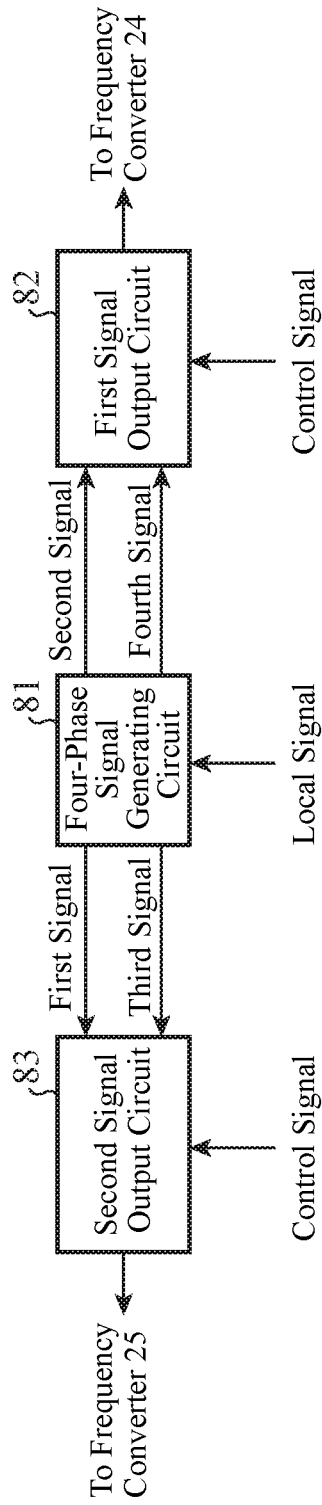 To Frequency
Converter 25
83
Second Signal
Output Circuit
Control Signal
First Signal
Third Signal
81
Four-Phase
Signal
Generating
Circuit
Local Signal
Second Signal
Fourth Signal
82
First Signal
Output Circuit
Control Signal
To Frequency
Converter 24